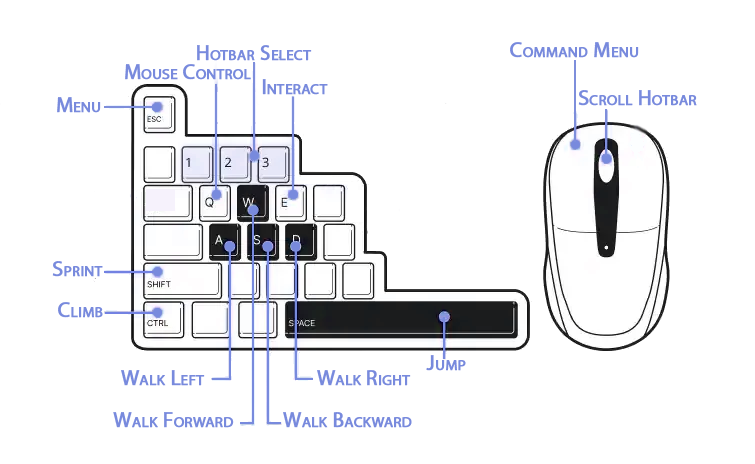 Hotbar Select
Command Menu
Mouse Control
Interact
Scroll Hotbar
Menu
ESC
1 2 3
Q W E
A S D
Sprint
SHIFT
Climb
CTRL
SPACE
Jump
Walk Left
Walk Right
Walk Forward
Walk Backward